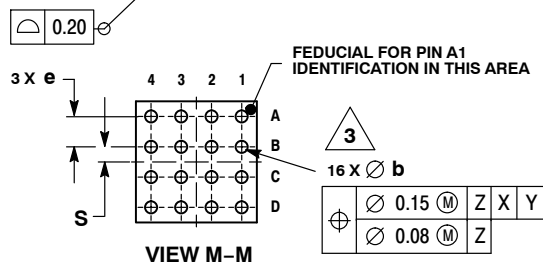 0.20
FEDUCIAL FOR PIN A1
IDENTIFICATION IN THIS AREA
3 X e
4 3 2 1
A
B
C
D
3
16 X ∅ b
S
∅ 0.15 Ⓜ Z X Y
∅ 0.08 Ⓜ Z
VIEW M–M